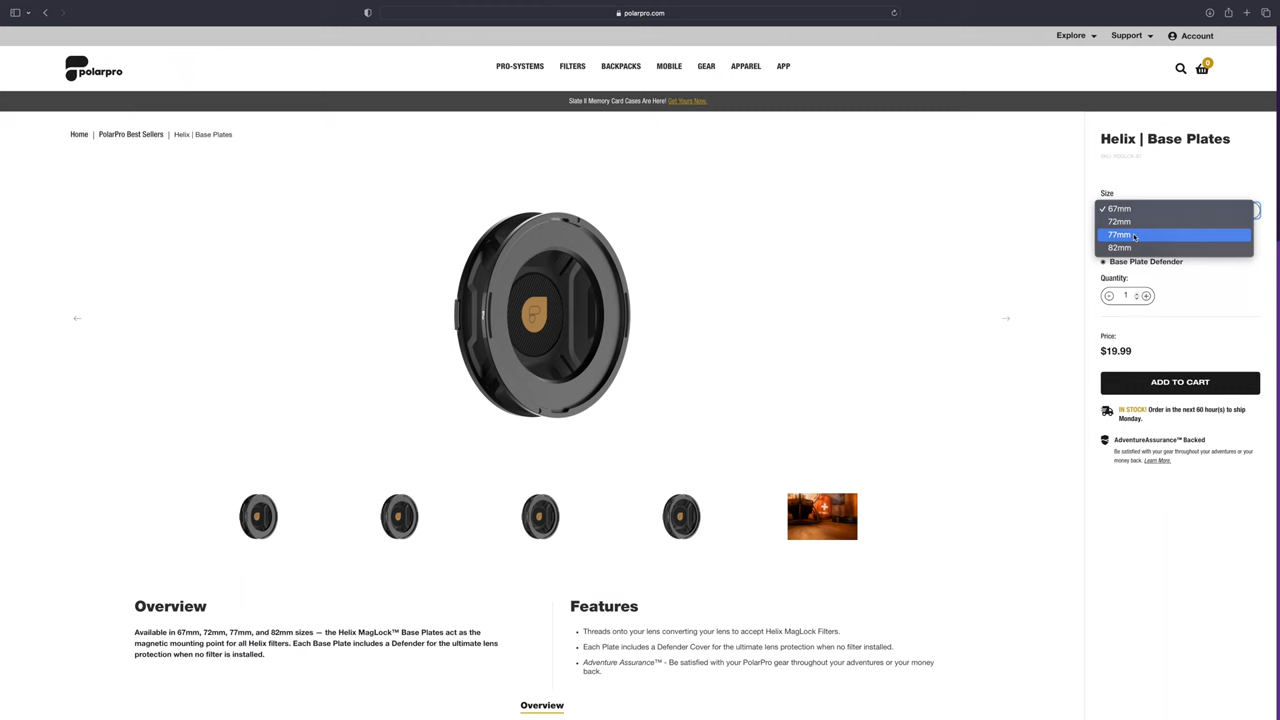 polarpro.com
Explore
Support
Account
polarpro
PRO-SYSTEMS
FILTERS
BACKPACKS
MOBILE
GEAR
APPAREL
APP
0
Slate II Memory Card Cases Are Here! Get Yours Now.
Home | PolarPro Best Sellers | Helix | Base Plates
Helix | Base Plates
Size
✓ 67mm
72mm
77mm
82mm
Base Plate Defender
Quantity:
1
Price:
$19.99
ADD TO CART
IN STOCK! Order in the next 60 hour(s) to ship
Monday.
AdventureAssurance™ Backed
Be satisfied with your gear throughout your adventures or your
money back. Learn More.
Overview
Available in 67mm, 72mm, 77mm, and 82mm sizes — the Helix MagLock™ Base Plates act as the
magnetic mounting point for all Helix filters. Each Base Plate includes a Defender for the ultimate lens
protection when no filter is installed.
Features
• Threads onto your lens converting your lens to accept Helix MagLock Filters.
• Each Plate includes a Defender Cover for the ultimate lens protection when no filter installed.
• Adventure Assurance™ - Be satisfied with your PolarPro gear throughout your adventures or your money
back.
Overview